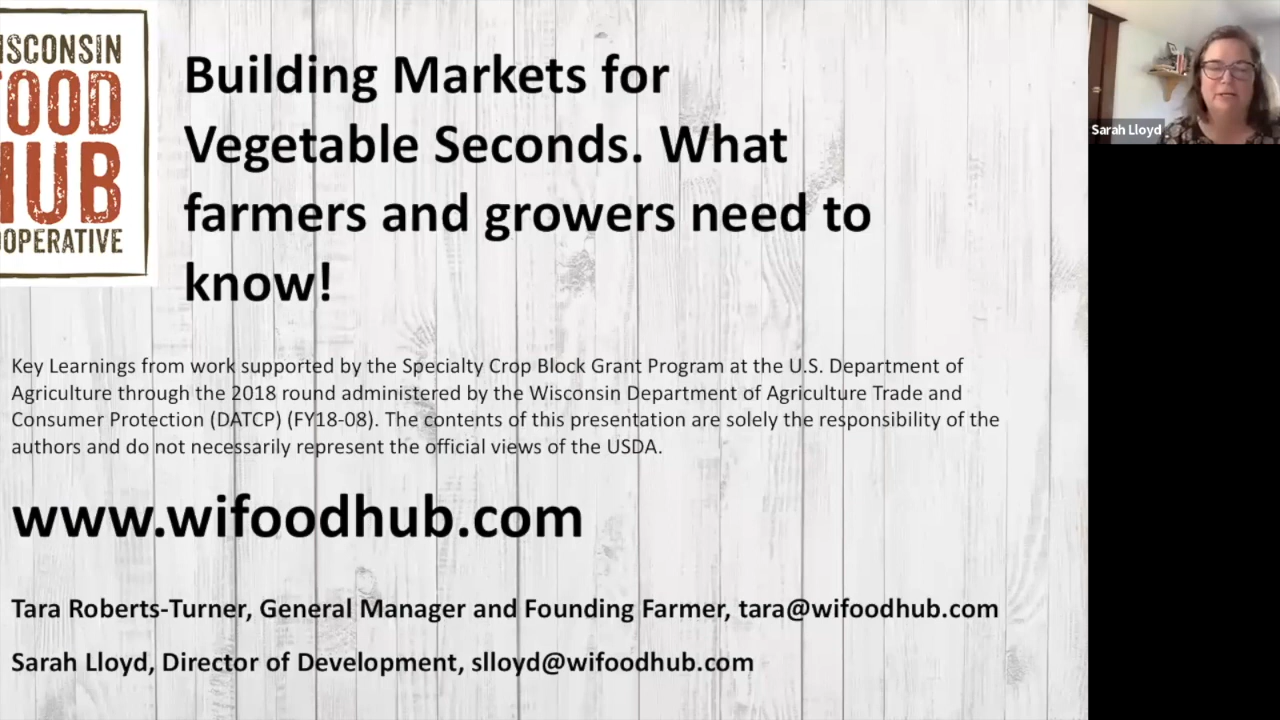 ISCONSIN
OOD
HUB
OOPERATIVE
Building Markets for
Vegetable Seconds. What
farmers and growers need to
know!
Key Learnings from work supported by the Specialty Crop Block Grant Program at the U.S. Department of
Agriculture through the 2018 round administered by the Wisconsin Department of Agriculture Trade and
Consumer Protection (DATCP) (FY18-08). The contents of this presentation are solely the responsibility of the
authors and do not necessarily represent the official views of the USDA.
www.wifoodhub.com
Tara Roberts-Turner, General Manager and Founding Farmer, tara@wifoodhub.com
Sarah Lloyd, Director of Development, slloyd@wifoodhub.com
Sarah Lloyd